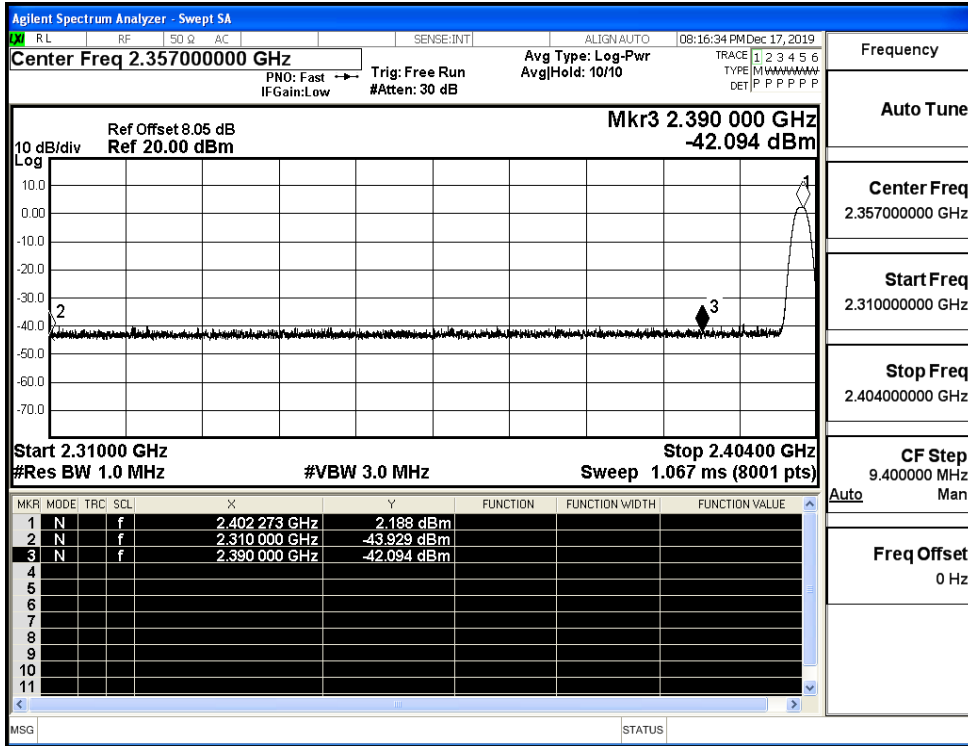 Agilent Spectrum Analyzer - Swept SA
LXI RL RF 50 Ω AC SENSE:INT ALIGN AUTO 08:16:34 PM Dec 17, 2019
Center Freq 2.357000000 GHz
PNO: Fast
IFGain:Low
Trig: Free Run
#Atten: 30 dB
Avg Type: Log-Pwr
Avg|Hold: 10/10
TRACE 1 2 3 4 5 6
TYPE M W W W W W
DET P P P P P P
Ref Offset 8.05 dB
Ref 20.00 dBm
10 dB/div
Log
Mkr3 2.390 000 GHz
-42.094 dBm
10.0
0.00
-10.0
-20.0
-30.0
-40.0
-50.0
-60.0
-70.0
1
2
3
Start 2.31000 GHz
#Res BW 1.0 MHz
#VBW 3.0 MHz
Stop 2.40400 GHz
Sweep 1.067 ms (8001 pts)
MKR MODE TRC SCL X Y FUNCTION FUNCTION WIDTH FUNCTION VALUE
1 N f 2.402 273 GHz 2.188 dBm
2 N f 2.310 000 GHz -43.929 dBm
3 N f 2.390 000 GHz -42.094 dBm
4
5
6
7
8
9
10
11
MSG STATUS
Frequency
Auto Tune
Center Freq
2.357000000 GHz
Start Freq
2.310000000 GHz
Stop Freq
2.404000000 GHz
CF Step
9.400000 MHz
Auto Man
Freq Offset
0 Hz